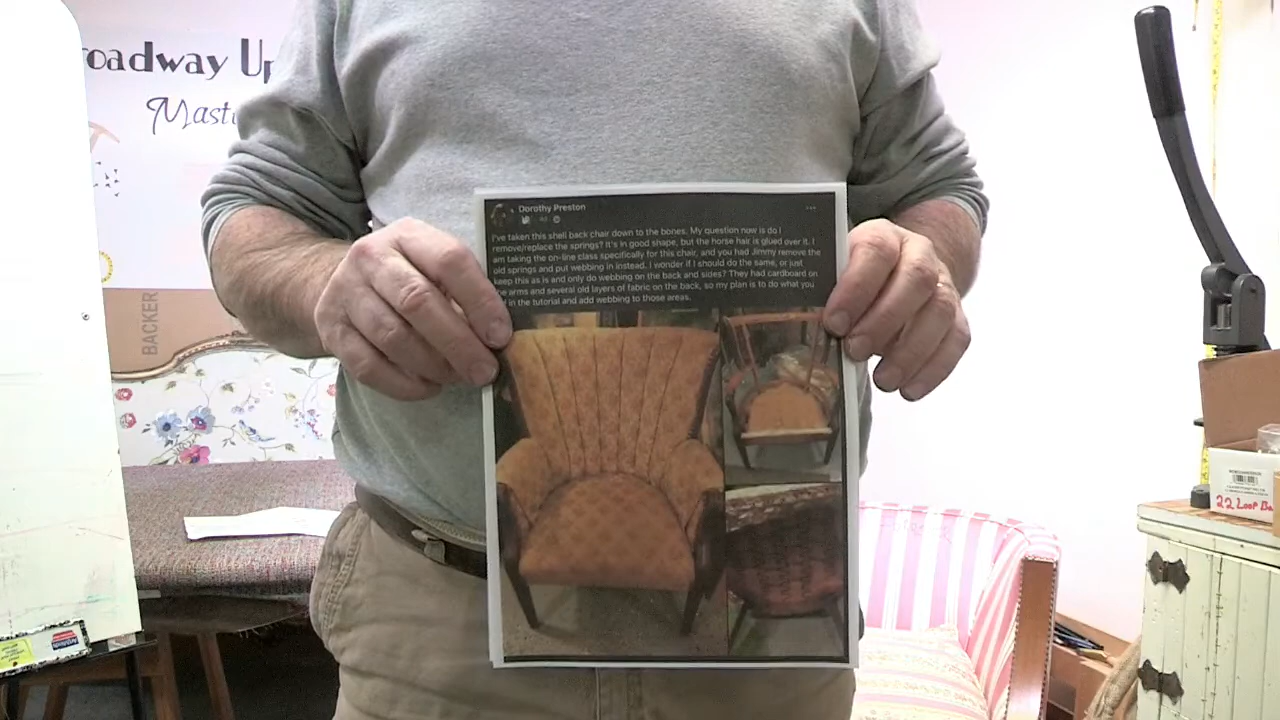 oadway Up
Mast
Dorothy Preston
I've taken this shell back chair down to the bones. My question now is do I
remove/replace the springs? It's in good shape, but the horse hair is glued over it. I
am taking the on-line class specifically for this chair, and you had Jimmy remove the
old springs and put webbing in instead. I wonder if I should do the same, or just
keep this as is and only do webbing on the back and sides? They had cardboard on
the arms and several old layers of fabric on the back, so my plan is to do what you
in the tutorial and add webbing to those areas.
BACKER
22 Loop